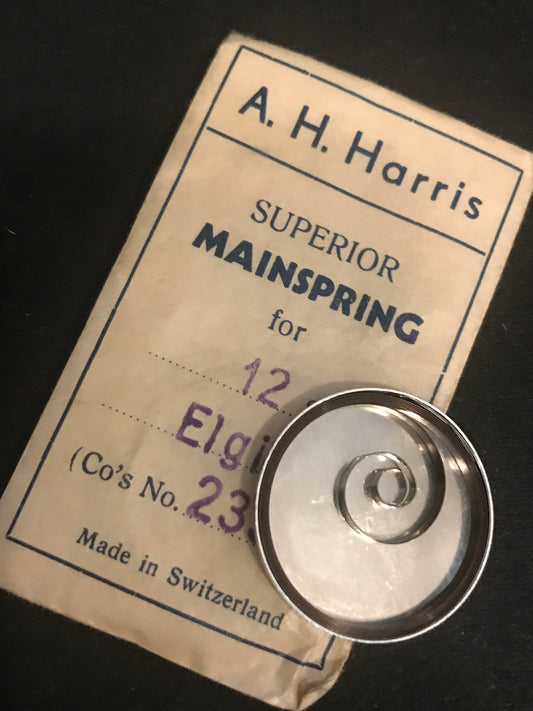 A. H. Harris
SUPERIOR
MAINSPRING
for
12
Elgi
(Co's No. 23
Made in Switzerland